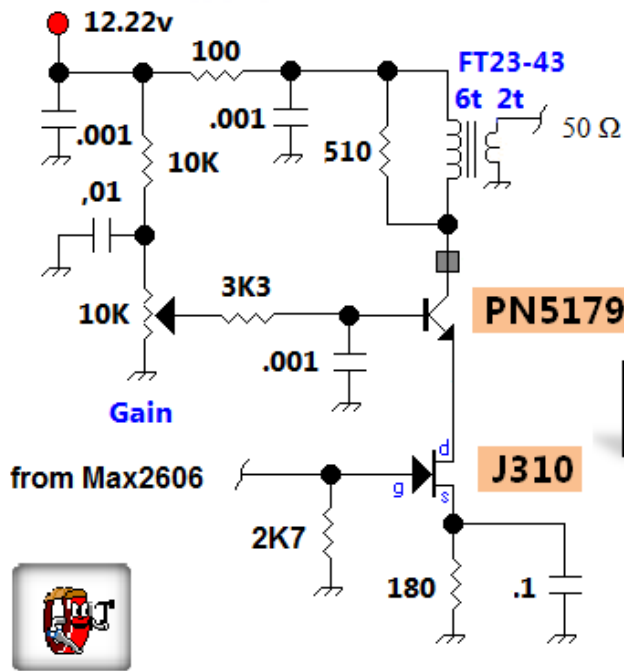 12.22v
100
FT23-43
6t 2t
50 Ω
.001
.001
510
10K
,01
3K3
10K
PN5179
.001
Gain
d
J310
from Max2606
g
s
2K7
180
.1